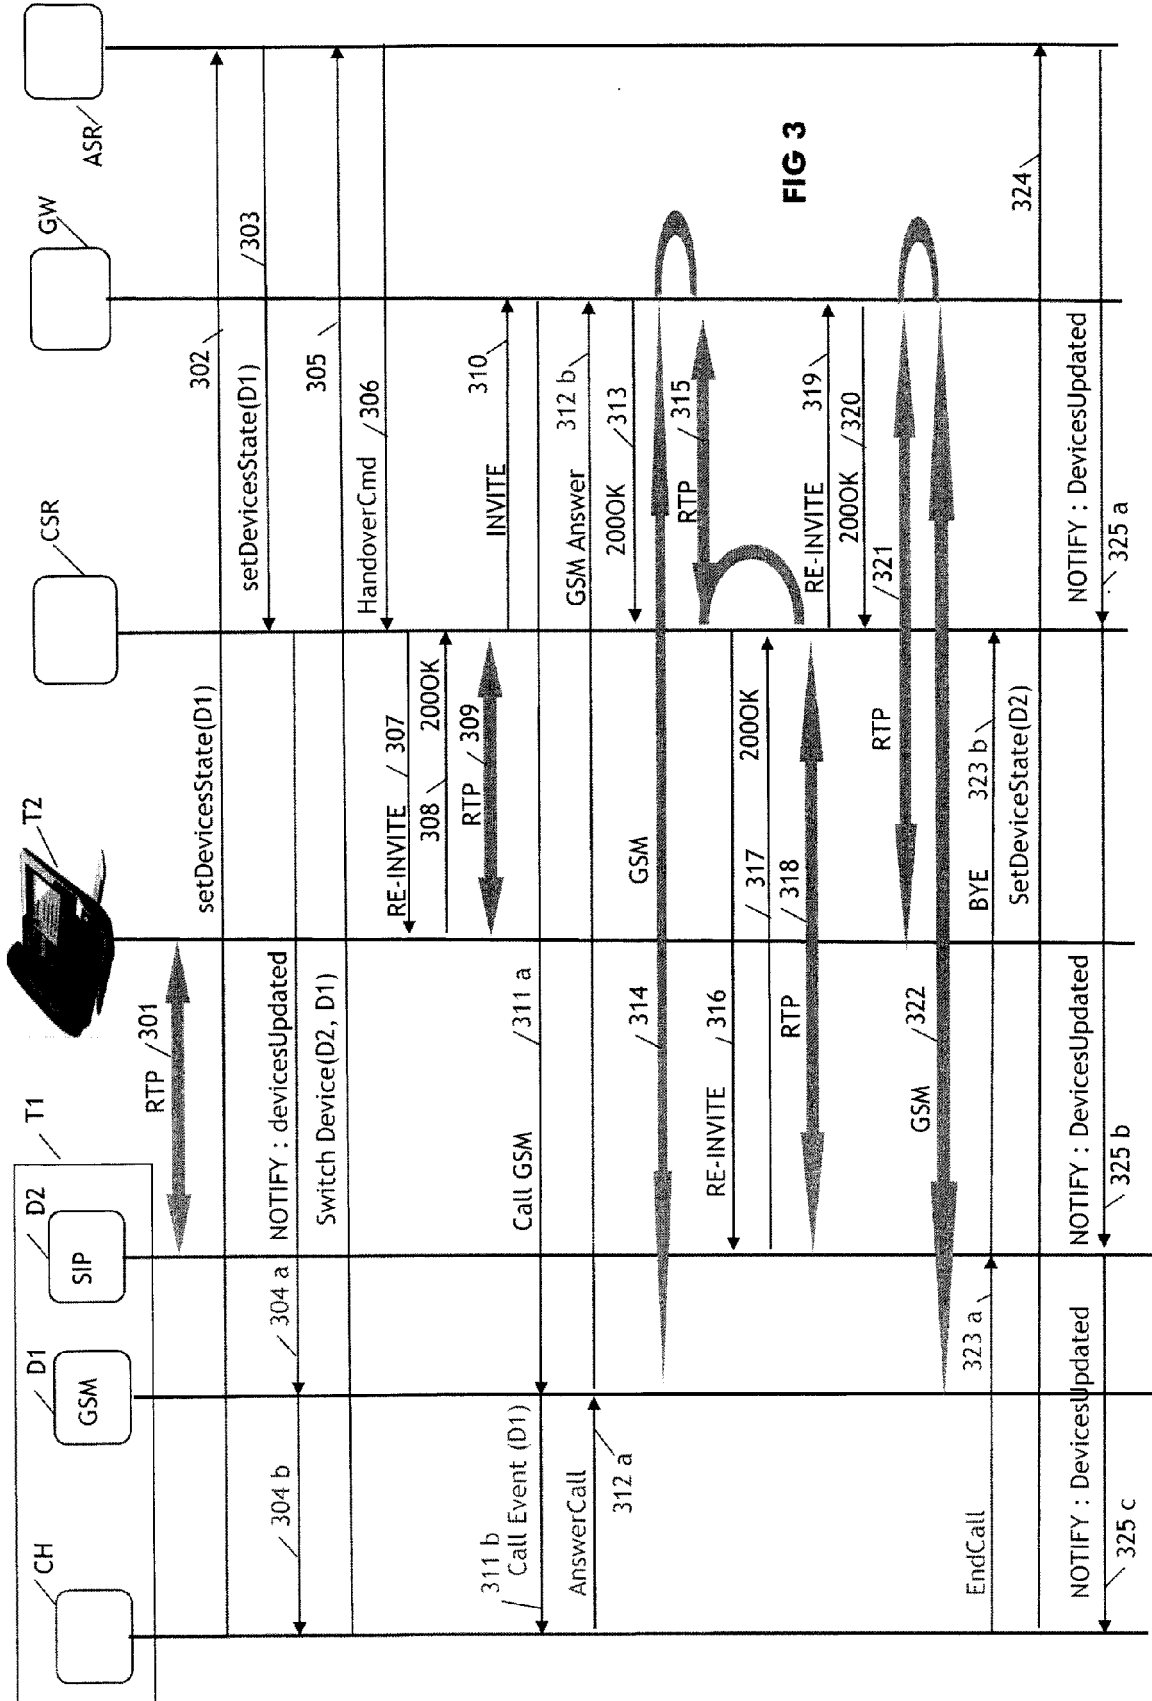 CH
D1
GSM
D2
SIP
T1
T2
CSR
GW
ASR
RTP
301
setDevicesState(D1)
302
setDevicesState(D1)
303
304 b
304 a
NOTIFY : devicesUpdated
Switch Device(D2, D1)
305
HandoverCmd
306
RE-INVITE
307
308
200OK
RTP
309
INVITE
310
Call GSM
311 a
311 b
Call Event (D1)
AnswerCall
312 a
GSM Answer
312 b
200OK
313
314
GSM
RTP
315
RE-INVITE
316
317
200OK
RTP
318
RE-INVITE
319
200OK
320
RTP
321
GSM
322
EndCall
323 a
BYE
323 b
SetDeviceState(D2)
324
NOTIFY : DevicesUpdated
325 c
NOTIFY : DevicesUpdated
325 b
NOTIFY : DevicesUpdated
325 a
FIG 3